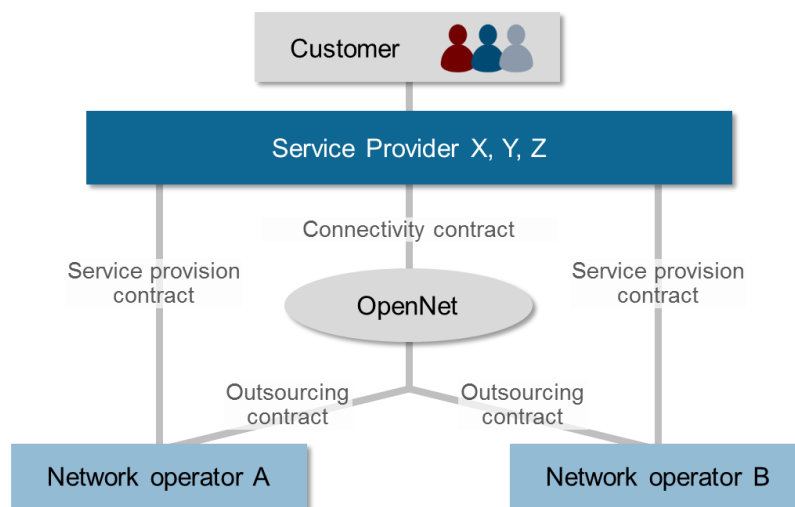 Customer
Service Provider X, Y, Z
Connectivity contract
Service provision
contract
Service provision
contract
OpenNet
Outsourcing
contract
Outsourcing
contract
Network operator A
Network operator B